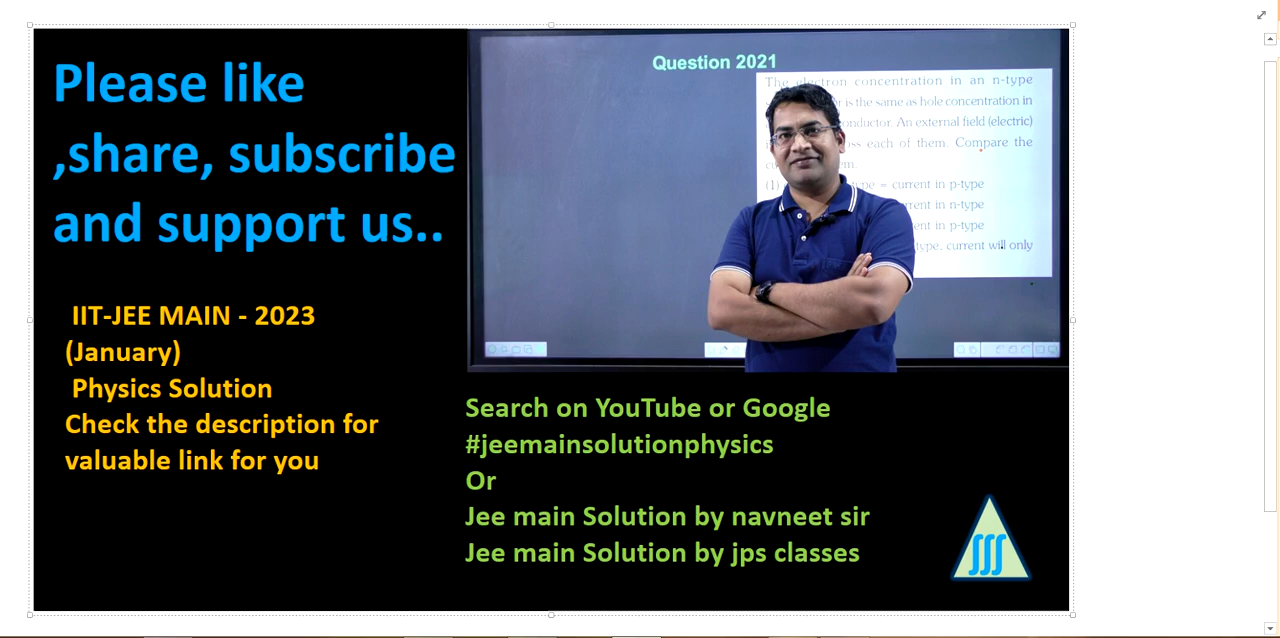 Please like
,share, subscribe
and support us..
IIT-JEE MAIN - 2023
(January)
Physics Solution
Check the description for
valuable link for you
Question 2021
The electron concentration in an n-type
is the same as hole concentration in
An external field (electric)
each of them. Compare the
(1) type = current in p-type
in n-type
in p-type
type, current will only
Search on YouTube or Google
#jeemainsolutionphysics
Or
Jee main Solution by navneet sir
Jee main Solution by jps classes
∫∫∫